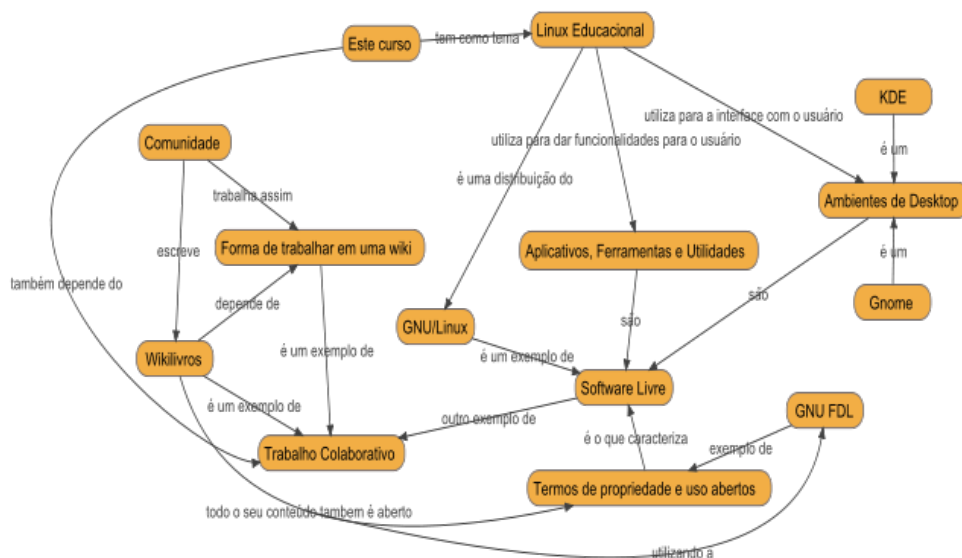 Linux Educacional
Este curso
tem como tema
KDE
utiliza para a interface com o usuário
Comunidade
utiliza para dar funcionalidades para o usuário
é um
é uma distribuição do
trabalha assim
Ambientes de Desktop
Forma de trabalhar em uma wiki
Aplicativos, Ferramentas e Utilidades
escreve
é um
também depende do
depende de
são
Gnome
GNU/Linux
são
é um exemplo de
Wikilivros
é um exemplo de
Software Livre
é um exemplo de
GNU FDL
outro exemplo de
é o que caracteriza
exemplo de
Trabalho Colaborativo
Termos de propriedade e uso abertos
todo o seu conteúdo tambem é aberto
utilizando a